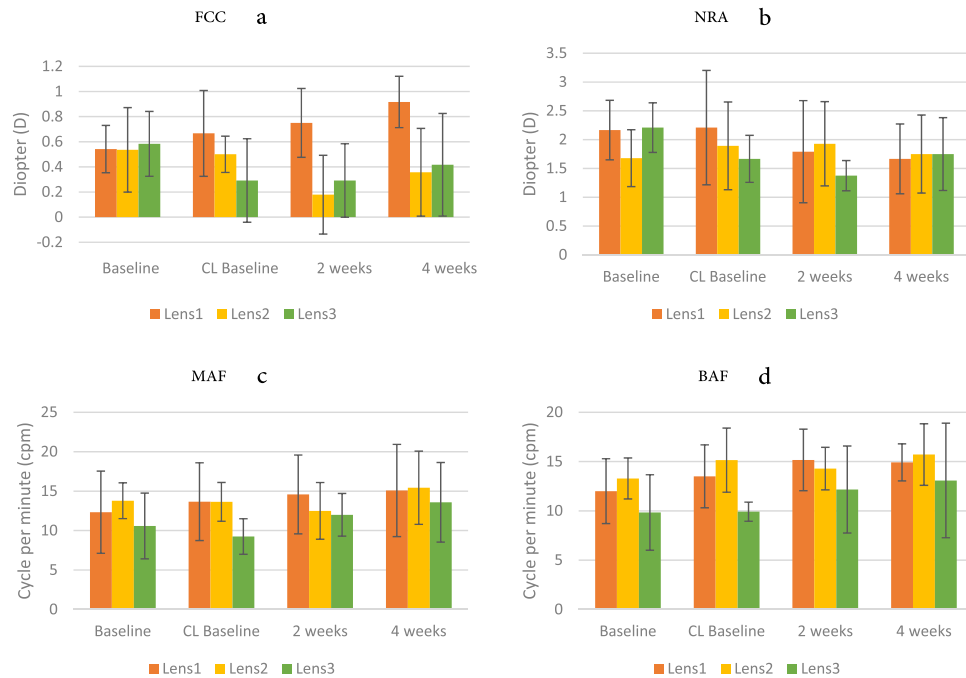 FCC a
Diopter (D)
1.2
1
0.8
0.6
0.4
0.2
0
-0.2
Baseline CL Baseline 2 weeks 4 weeks
Lens1 Lens2 Lens3
NRA b
Diopter (D)
3.5
3
2.5
2
1.5
1
0.5
0
Baseline CL Baseline 2 weeks 4 weeks
Lens1 Lens2 Lens3
MAF c
Cycle per minute (cpm)
25
20
15
10
5
0
Baseline CL Baseline 2 weeks 4 weeks
Lens1 Lens2 Lens3
BAF d
Cycle per minute (cpm)
20
15
10
5
0
Baseline CL Baseline 2 weeks 4 weeks
Lens1 Lens2 Lens3